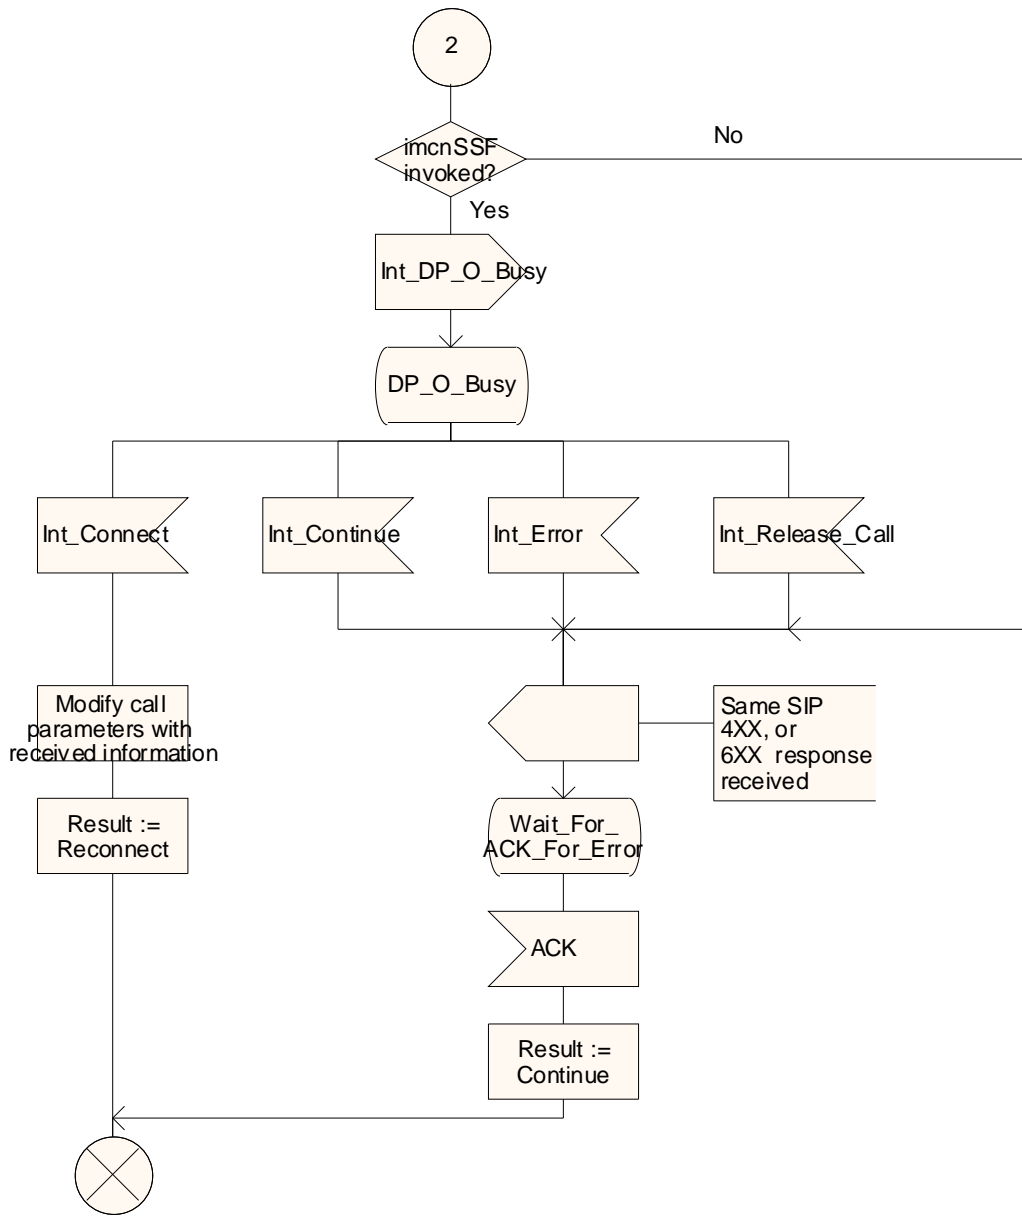 2
imcnSSF
invoked?
No
Yes
Int_DP_O_Busy
DP_O_Busy
Int_Connect
Int_Continue
Int_Error
Int_Release_Call
Modify call
parameters with
received information
Same SIP
4XX, or
6XX response
received
Result :=
Reconnect
Wait_For_
ACK_For_Error
ACK
Result :=
Continue